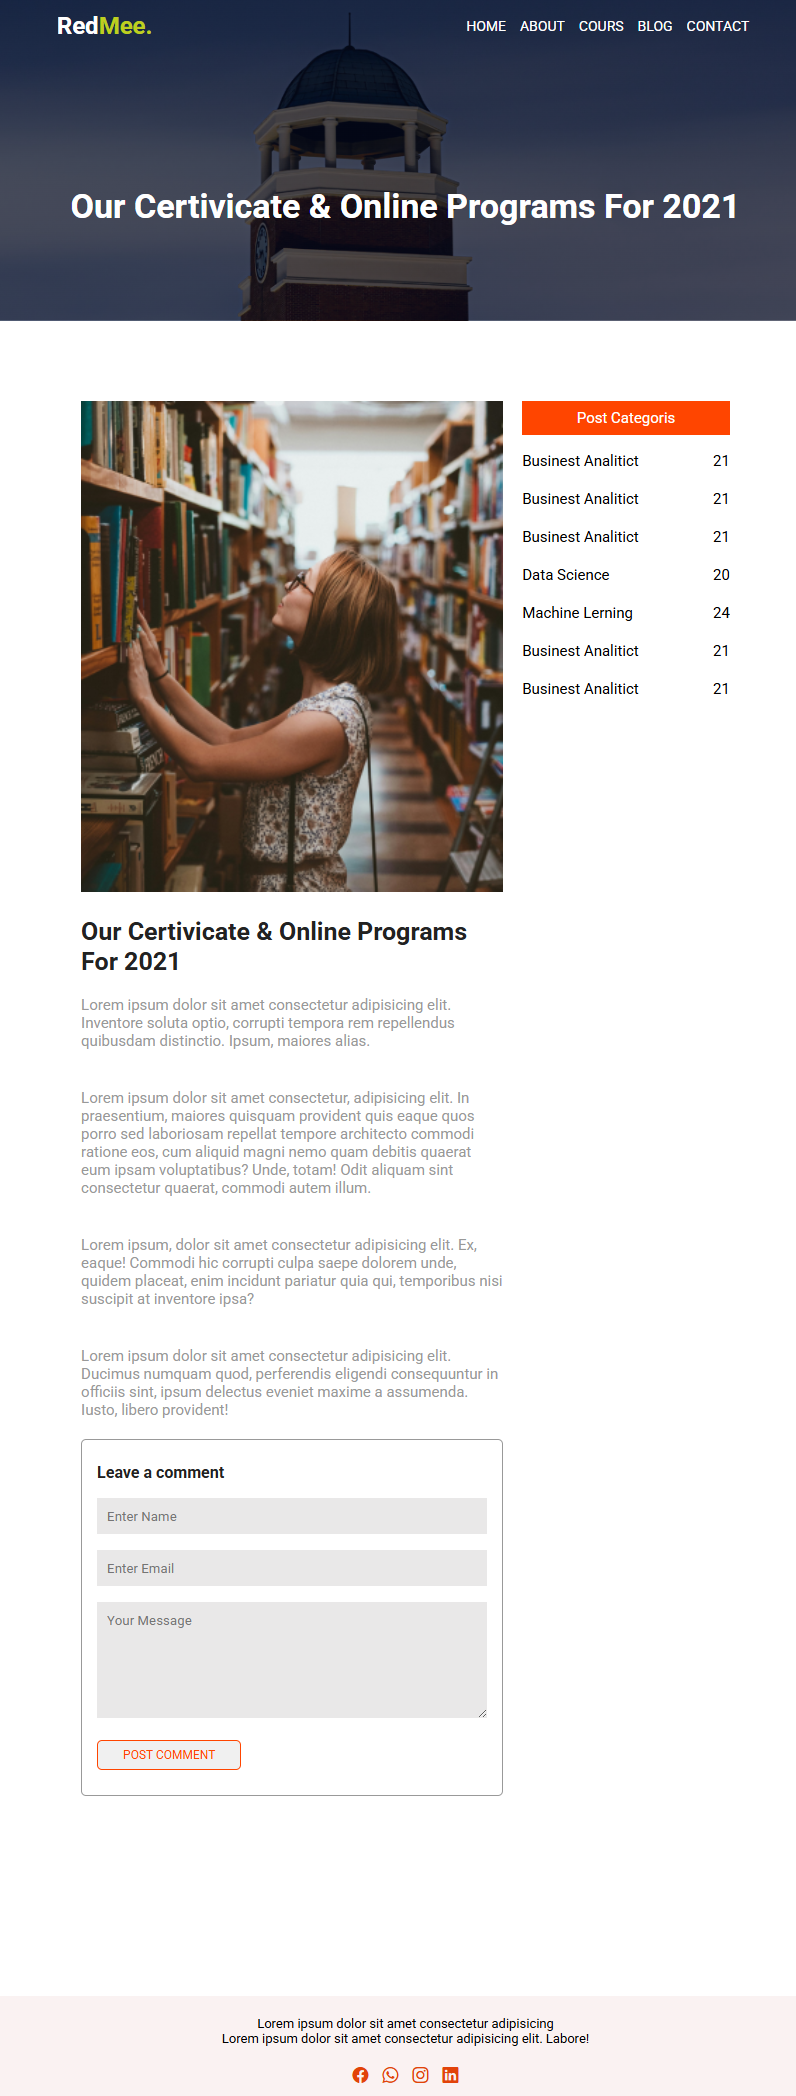 RedMee.
HOME ABOUT COURS BLOG CONTACT
Our Certivicate & Online Programs For 2021
Post Categoris
Businest Analitict 21
Businest Analitict 21
Businest Analitict 21
Data Science 20
Machine Lerning 24
Businest Analitict 21
Businest Analitict 21
Our Certivicate & Online Programs
For 2021
Lorem ipsum dolor sit amet consectetur adipisicing elit.
Inventore soluta optio, corrupti tempora rem repellendus
quibusdam distinctio. Ipsum, maiores alias.
Lorem ipsum dolor sit amet consectetur, adipisicing elit. In
praesentium, maiores quisquam provident quis eaque quos
porro sed laboriosam repellat tempore architecto commodi
ratione eos, cum aliquid magni nemo quam debitis quaerat
eum ipsam voluptatibus? Unde, totam! Odit aliquam sint
consectetur quaerat, commodi autem illum.
Lorem ipsum, dolor sit amet consectetur adipisicing elit. Ex,
eaque! Commodi hic corrupti culpa saepe dolorem unde,
quidem placeat, enim incidunt pariatur quia qui, temporibus nisi
suscipit at inventore ipsa?
Lorem ipsum dolor sit amet consectetur adipisicing elit.
Ducimus numquam quod, perferendis eligendi consequuntur in
officiis sint, ipsum delectus eveniet maxime a assumenda.
Iusto, libero provident!
Leave a comment
Enter Name
Enter Email
Your Message
POST COMMENT
Lorem ipsum dolor sit amet consectetur adipisicing
Lorem ipsum dolor sit amet consectetur adipisicing elit. Labore!